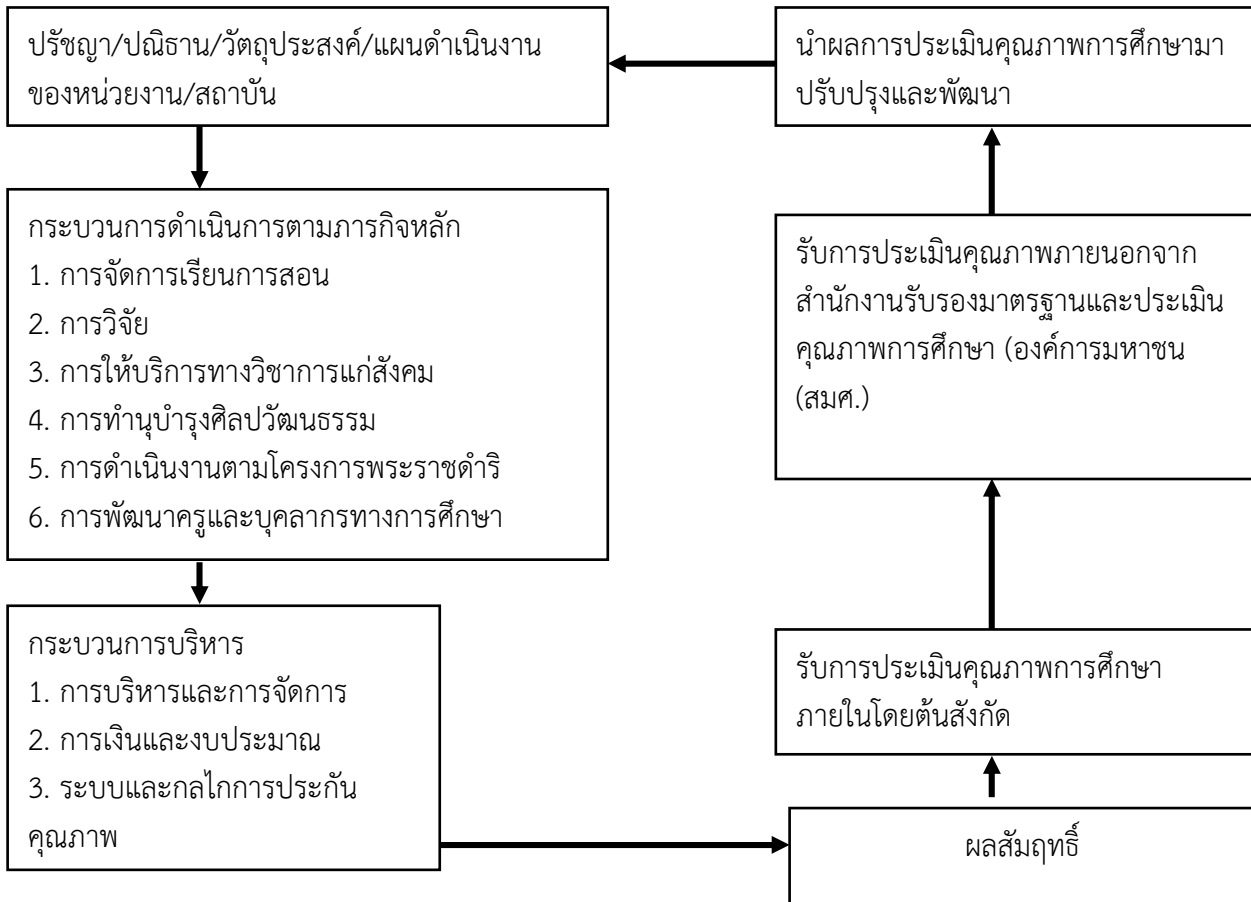 ปรัชญา/ปณิธาน/วัตถุประสงค์/แผนดำเนินงาน
ของหน่วยงาน/สถาบัน
กระบวนการดำเนินการตามภารกิจหลัก
1. การจัดการเรียนการสอน
2. การวิจัย
3. การให้บริการทางวิชาการแก่สังคม
4. การทำนุบำรุงศิลปวัฒนธรรม
5. การดำเนินงานตามโครงการพระราชดำริ
6. การพัฒนาครูและบุคลากรทางการศึกษา
กระบวนการบริหาร
1. การบริหารและการจัดการ
2. การเงินและงบประมาณ
3. ระบบและกลไกการประกัน
คุณภาพ
ผลสัมฤทธิ์
รับการประเมินคุณภาพการศึกษา
ภายในโดยต้นสังกัด
รับการประเมินคุณภาพภายนอกจาก
สำนักงานรับรองมาตรฐานและประเมิน
คุณภาพการศึกษา (องค์การมหาชน
(สมศ.)
นำผลการประเมินคุณภาพการศึกษามา
ปรับปรุงและพัฒนา